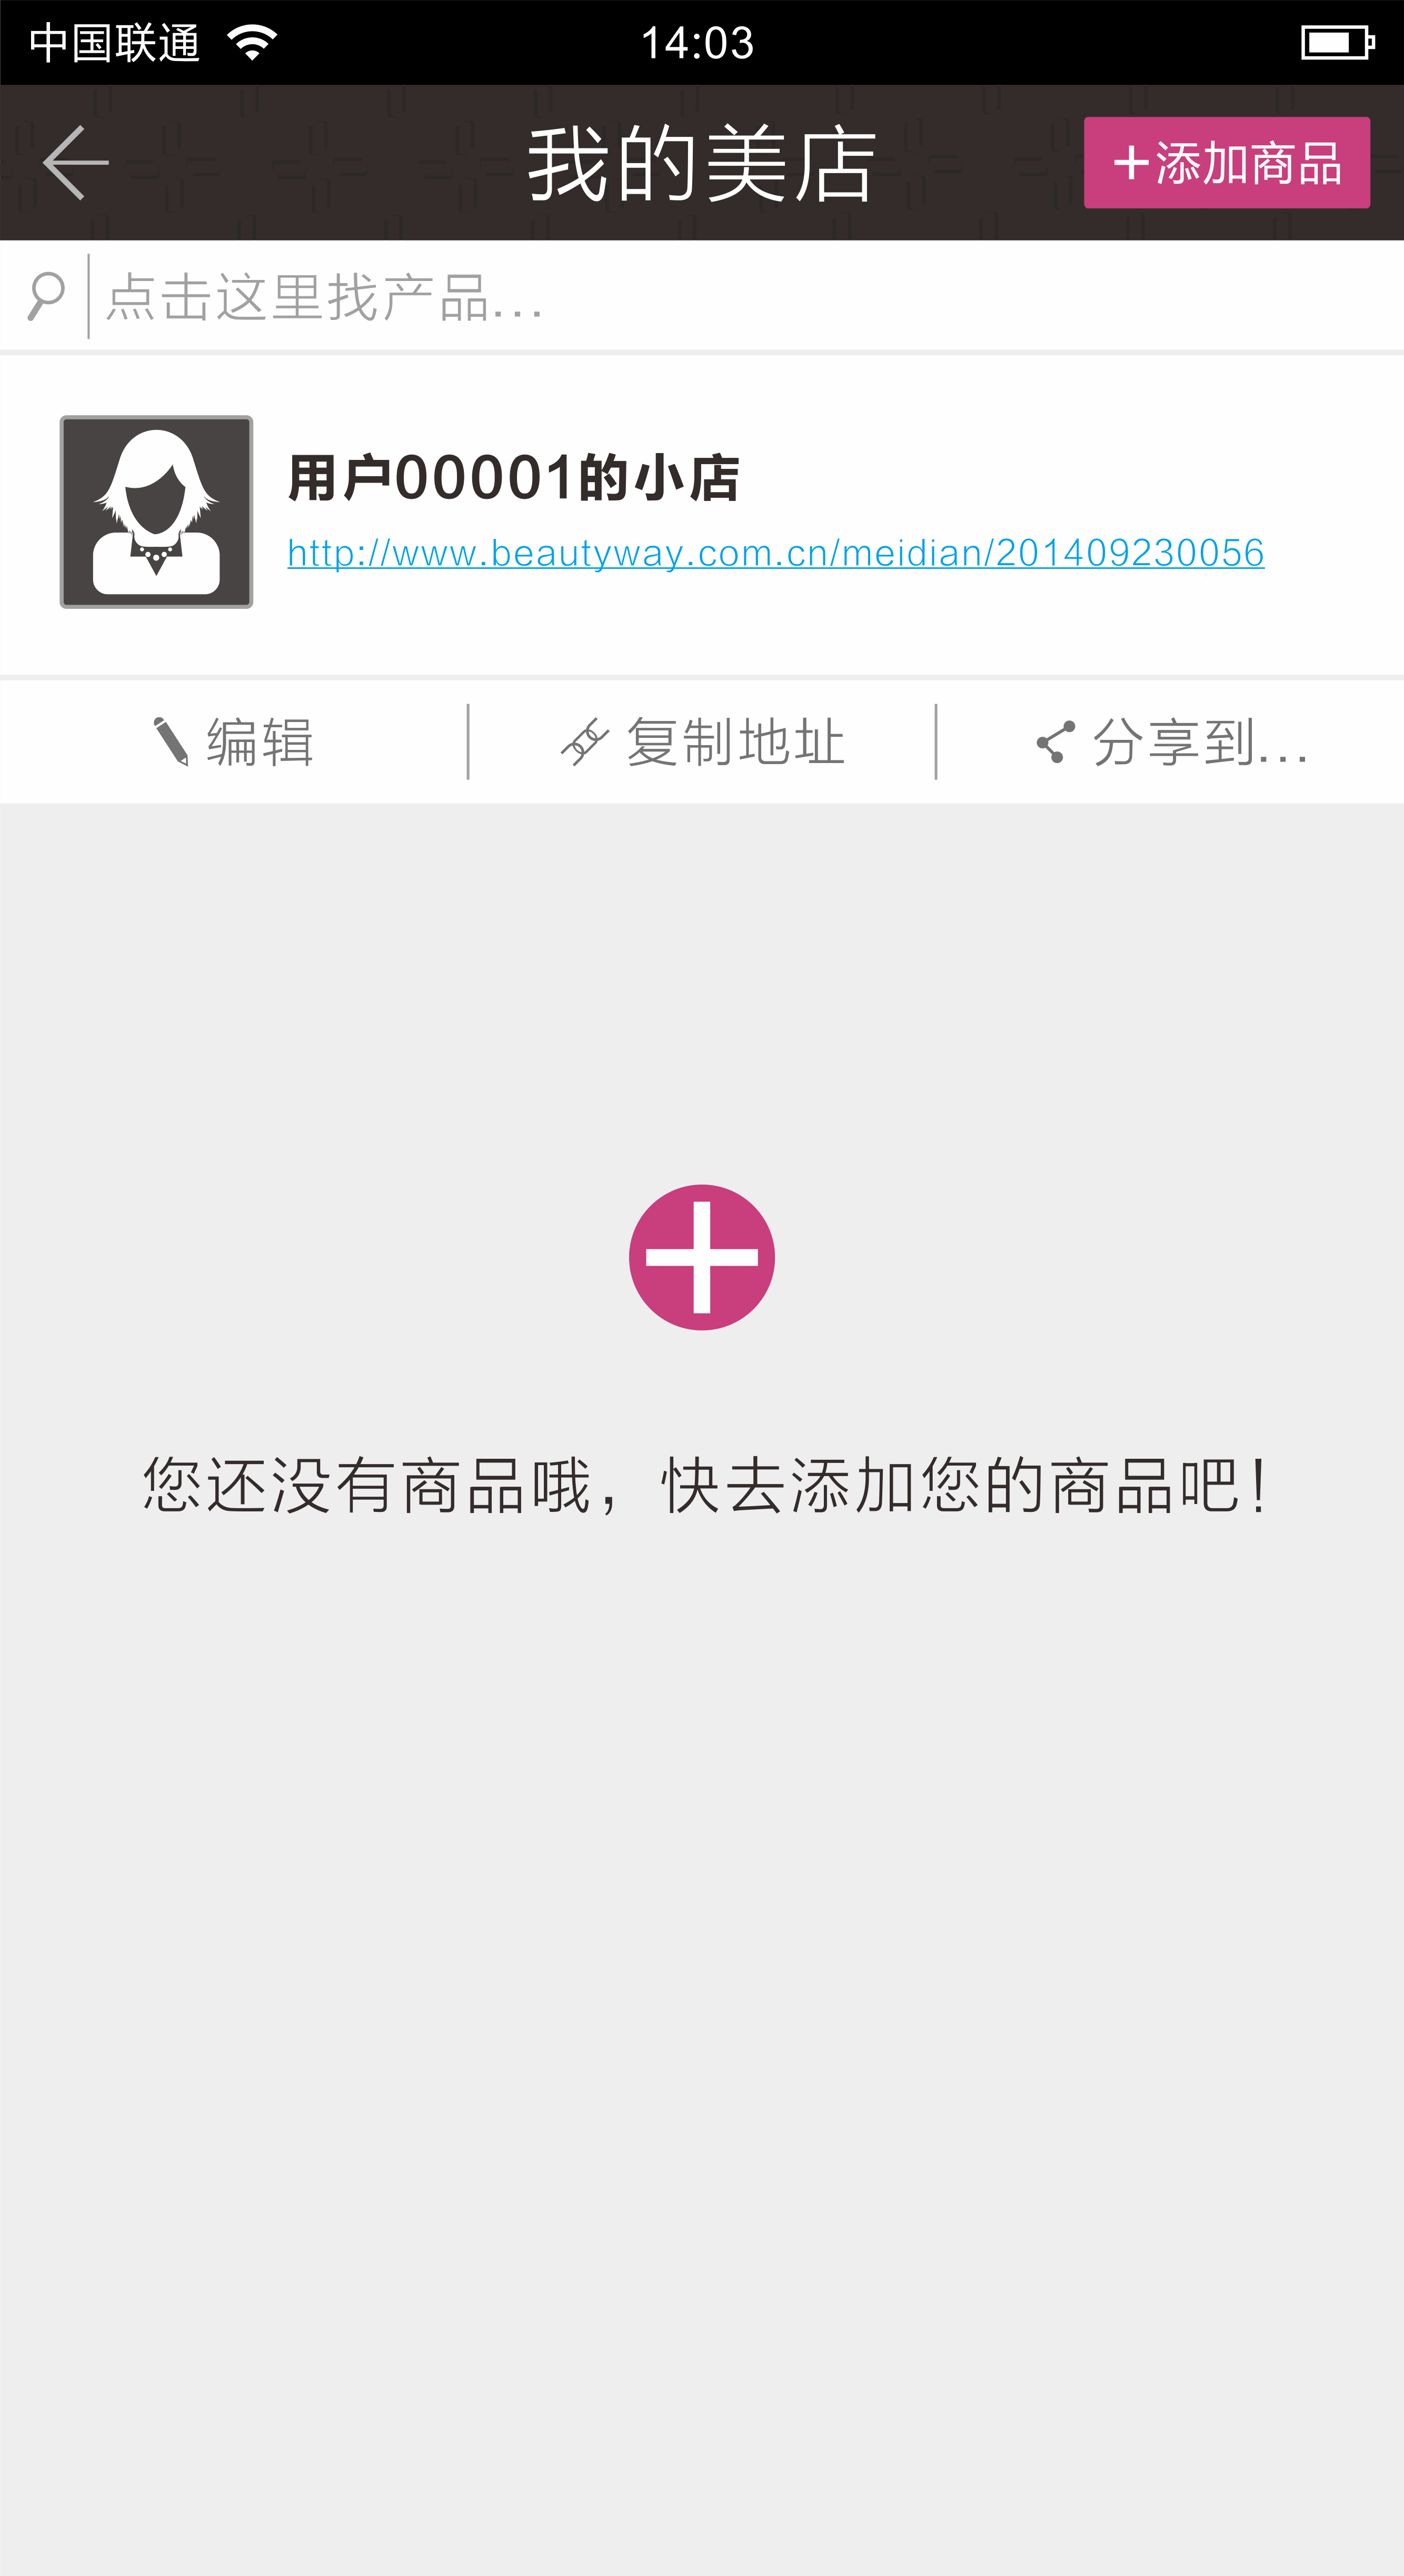 中国联通 14:03
我的美店 +添加商品
点击这里找产品...
用户00001的小店
http://www.beautyway.com.cn/meidian/201409230056
编辑 复制地址 分享到...
您还没有商品哦，快去添加您的商品吧！